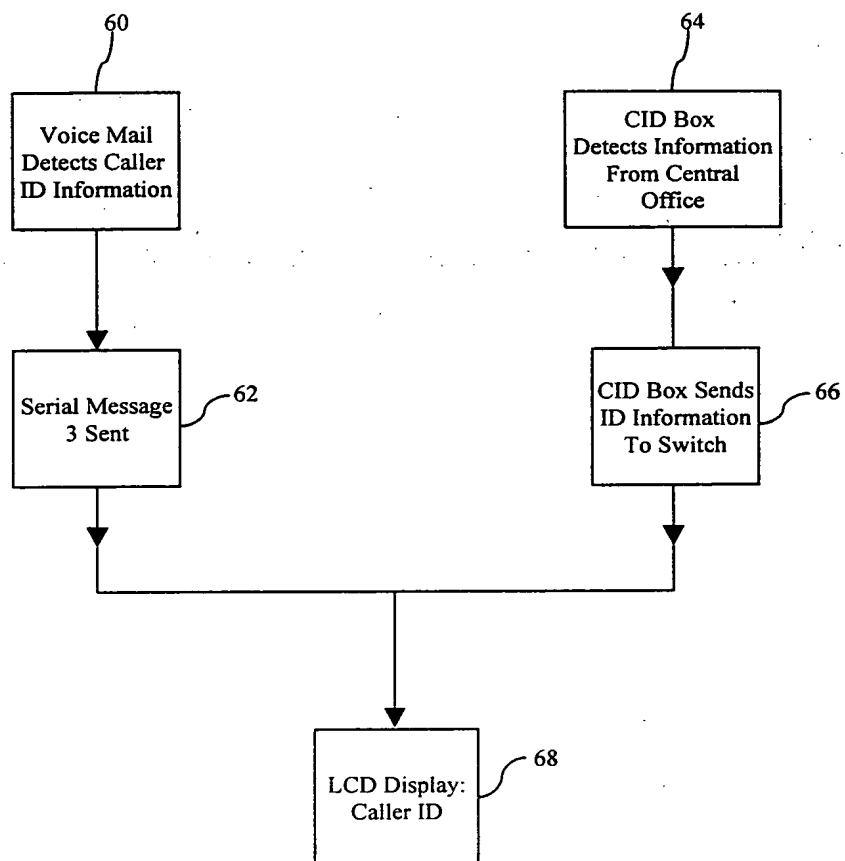 60
64
Voice Mail
Detects Caller
ID Information
CID Box
Detects Information
From Central
Office
Serial Message
3 Sent
62
CID Box Sends
ID Information
To Switch
66
LCD Display:
Caller ID
68